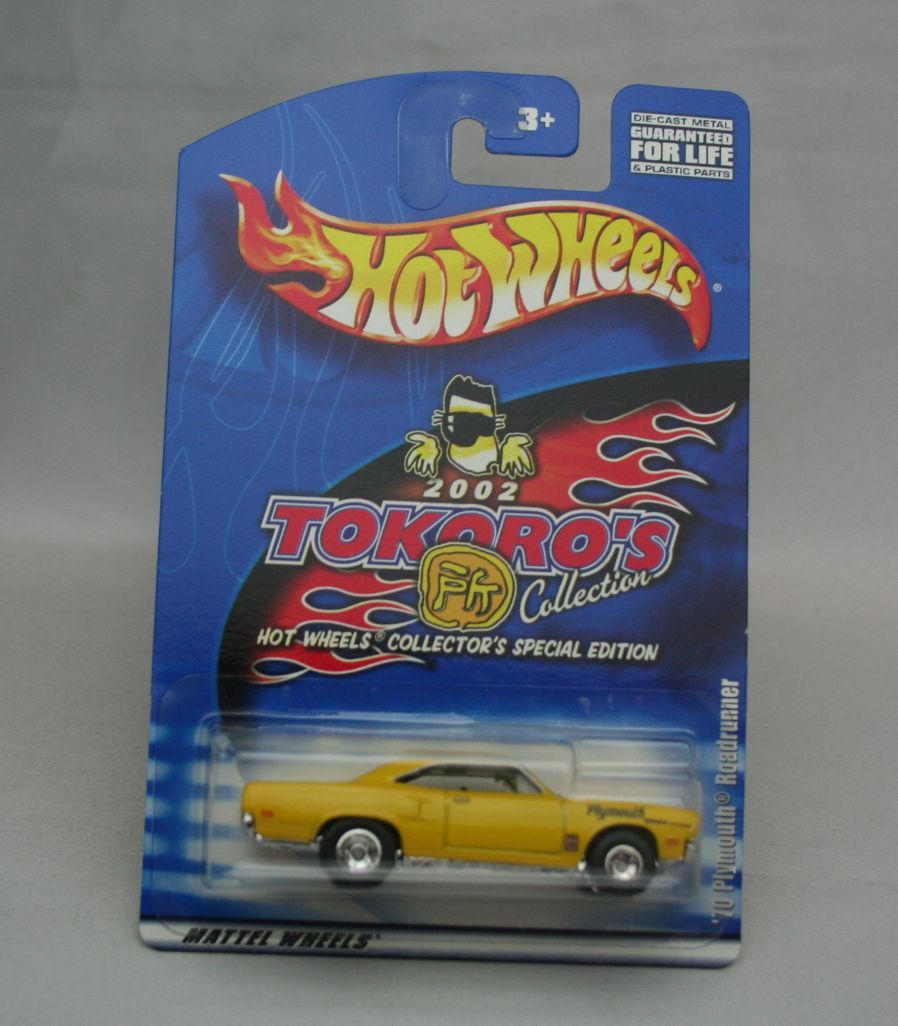 3+
DIE-CAST METAL
GUARANTEED
FOR LIFE
& PLASTIC PARTS
Hot Wheels®
2002
TOKORO'S
Collection
HOT WHEELS® COLLECTOR'S SPECIAL EDITION
'70 Plymouth® Roadrunner
Plymouth
MATTEL WHEELS